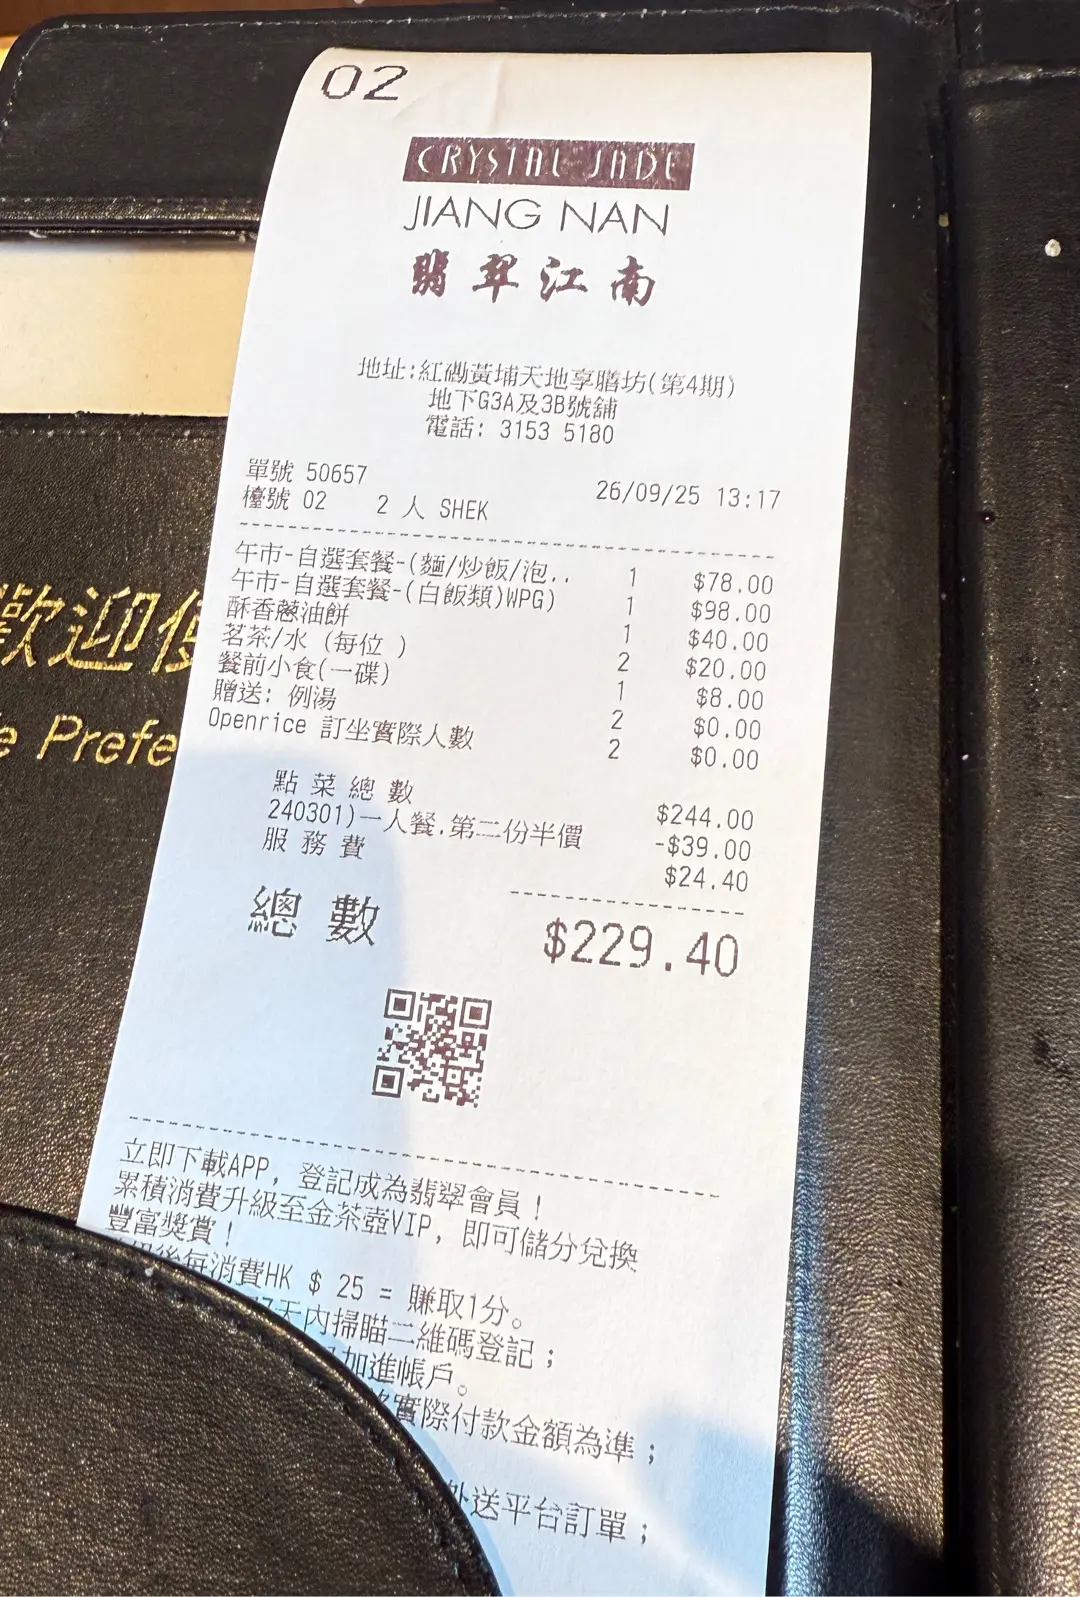 02
CRYSTAL JADE
JIANG NAN
翡翠江南
地址:紅磡黃埔天地享膳坊(第4期)
地下G3A及3B號舖
電話: 3153 5180
單號 50657
26/09/25 13:17
檯號 02 2 人 SHEK
午市-自選套餐-(麵/炒飯/泡.. 1 $78.00
午市-自選套餐-(白飯類)WPG) 1 $98.00
酥香蔥油餅 1 $40.00
茗茶/水 (每位 ) 2 $20.00
餐前小食(一碟) 1 $8.00
贈送: 例湯 2 $0.00
Openrice 訂坐實際人數 2 $0.00
點菜總數 $244.00
240301)一人餐.第二份半價 -$39.00
服務費 $24.40
總數 $229.40
立即下載APP, 登記成為翡翠會員!
累積消費升級至金茶壺VIP, 即可儲分兌換
豐富獎賞!
後每消費HK $ 25 = 賺取1分。
7天內掃瞄二維碼登記;
加進帳戶。
實際付款金額為準;
外送平台訂單;
歡迎
Prefe